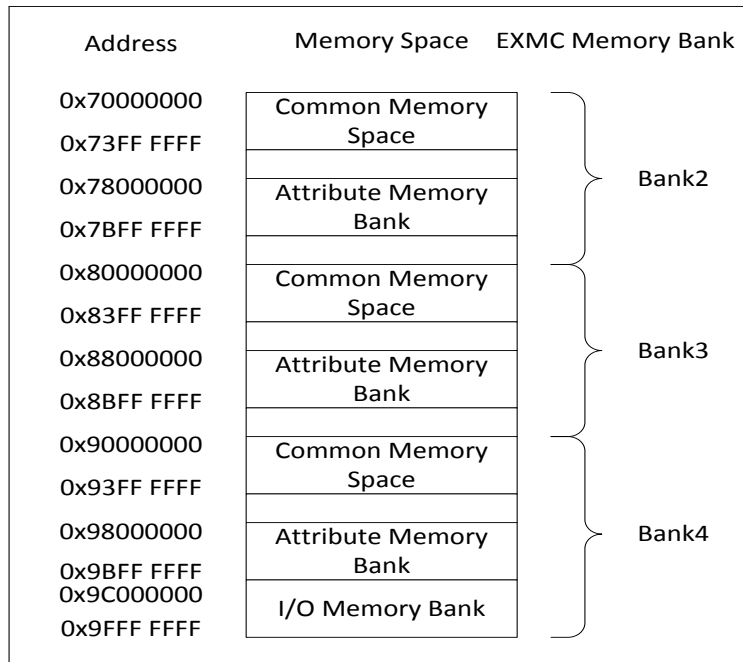 Address Memory Space EXMC Memory Bank
0x70000000
Common Memory
Space
0x73FF FFFF
0x78000000
Attribute Memory
Bank
0x7BFF FFFF
Bank2
0x80000000
Common Memory
Space
0x83FF FFFF
0x88000000
Attribute Memory
Bank
0x8BFF FFFF
Bank3
0x90000000
Common Memory
Space
0x93FF FFFF
0x98000000
Attribute Memory
Bank
0x9BFF FFFF
0x9C000000
I/O Memory Bank
0x9FFF FFFF
Bank4